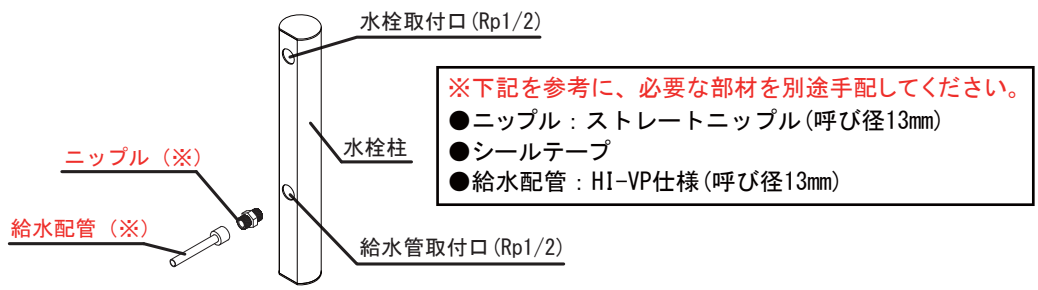 水栓取付口(Rp1/2)
※下記を参考に、必要な部材を別途手配してください。
●ニップル：ストレートニップル(呼び径13㎜)
●シールテープ
●給水配管：HI-VP仕様(呼び径13㎜)
水栓柱
ニップル（※）
給水配管（※）
給水管取付口(Rp1/2)